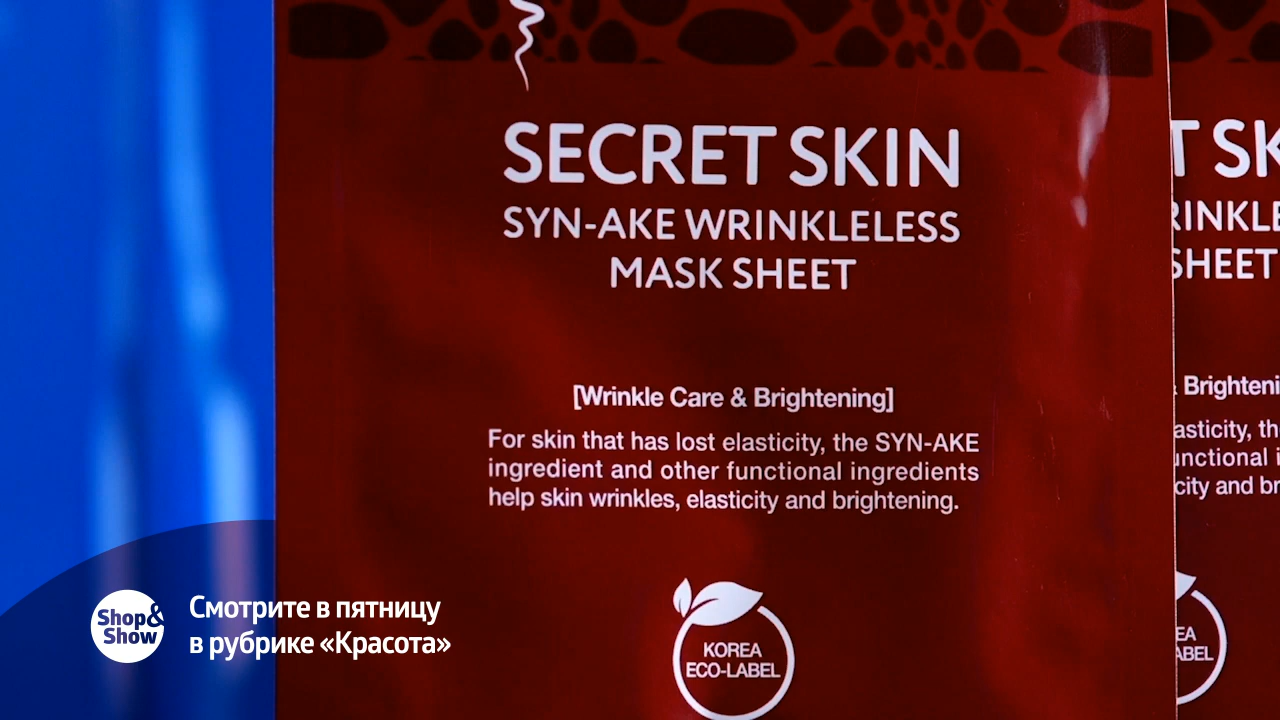 SECRET SKIN
SYN-AKE WRINKLELESS
MASK SHEET
[Wrinkle Care & Brightening]
For skin that has lost elasticity, the SYN-AKE
ingredient and other functional ingredients
help skin wrinkles, elasticity and brightening.
KOREA
ECO-LABEL
Shop&
Show
Смотрите в пятницу
в рубрике «Красота»